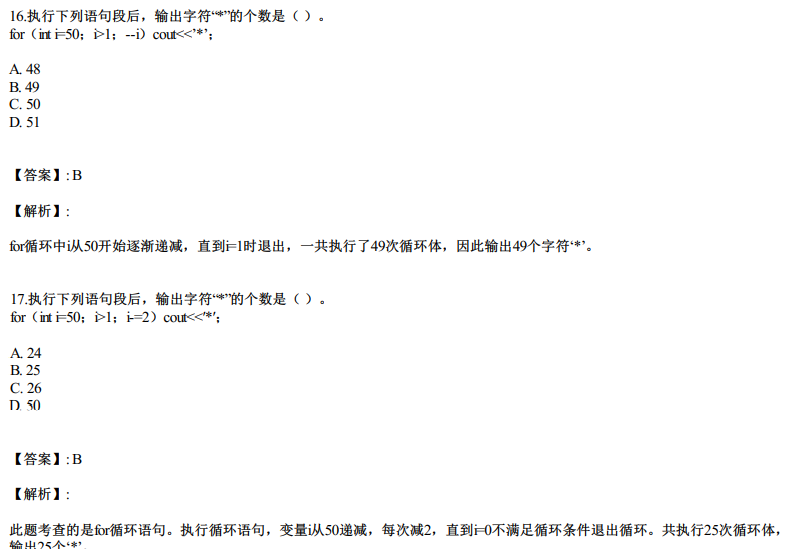 16.执行下列语句段后，输出字符“*”的个数是（ ）。
for（int i=50；i>1；--i）cout<<’*’；
A. 48
B. 49
C. 50
D. 51
【答案】: B
【解析】:
for循环中i从50开始逐渐递减，直到i=1时退出，一共执行了49次循环体，因此输出49个字符‘*’。
17.执行下列语句段后，输出字符“*”的个数是（ ）。
for（int i=50；i>1；i-=2）cout<<'*'；
A. 24
B. 25
C. 26
D. 50
【答案】: B
【解析】:
此题考查的是for循环语句。执行循环语句，变量i从50递减，每次减2，直到i=0不满足循环条件退出循环。共执行25次循环体，
输出25个‘*’.